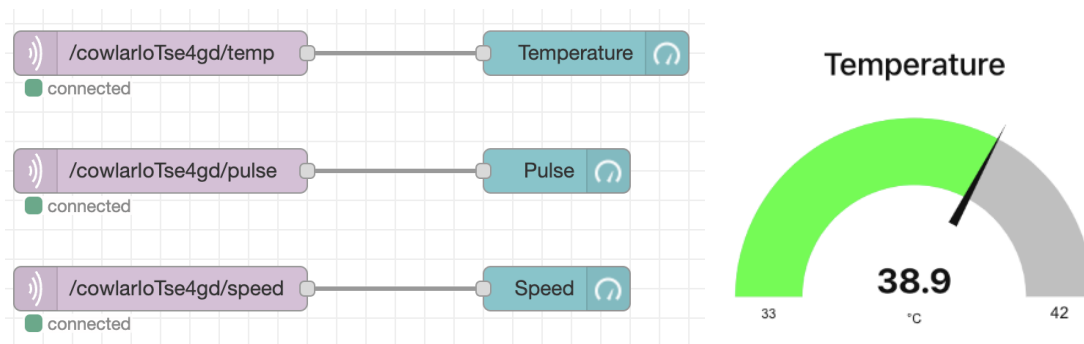 /cowlarIoTse4gd/temp
Temperature
connected
/cowlarIoTse4gd/pulse
Pulse
connected
/cowlarIoTse4gd/speed
Speed
connected
Temperature
38.9
33
°C
42